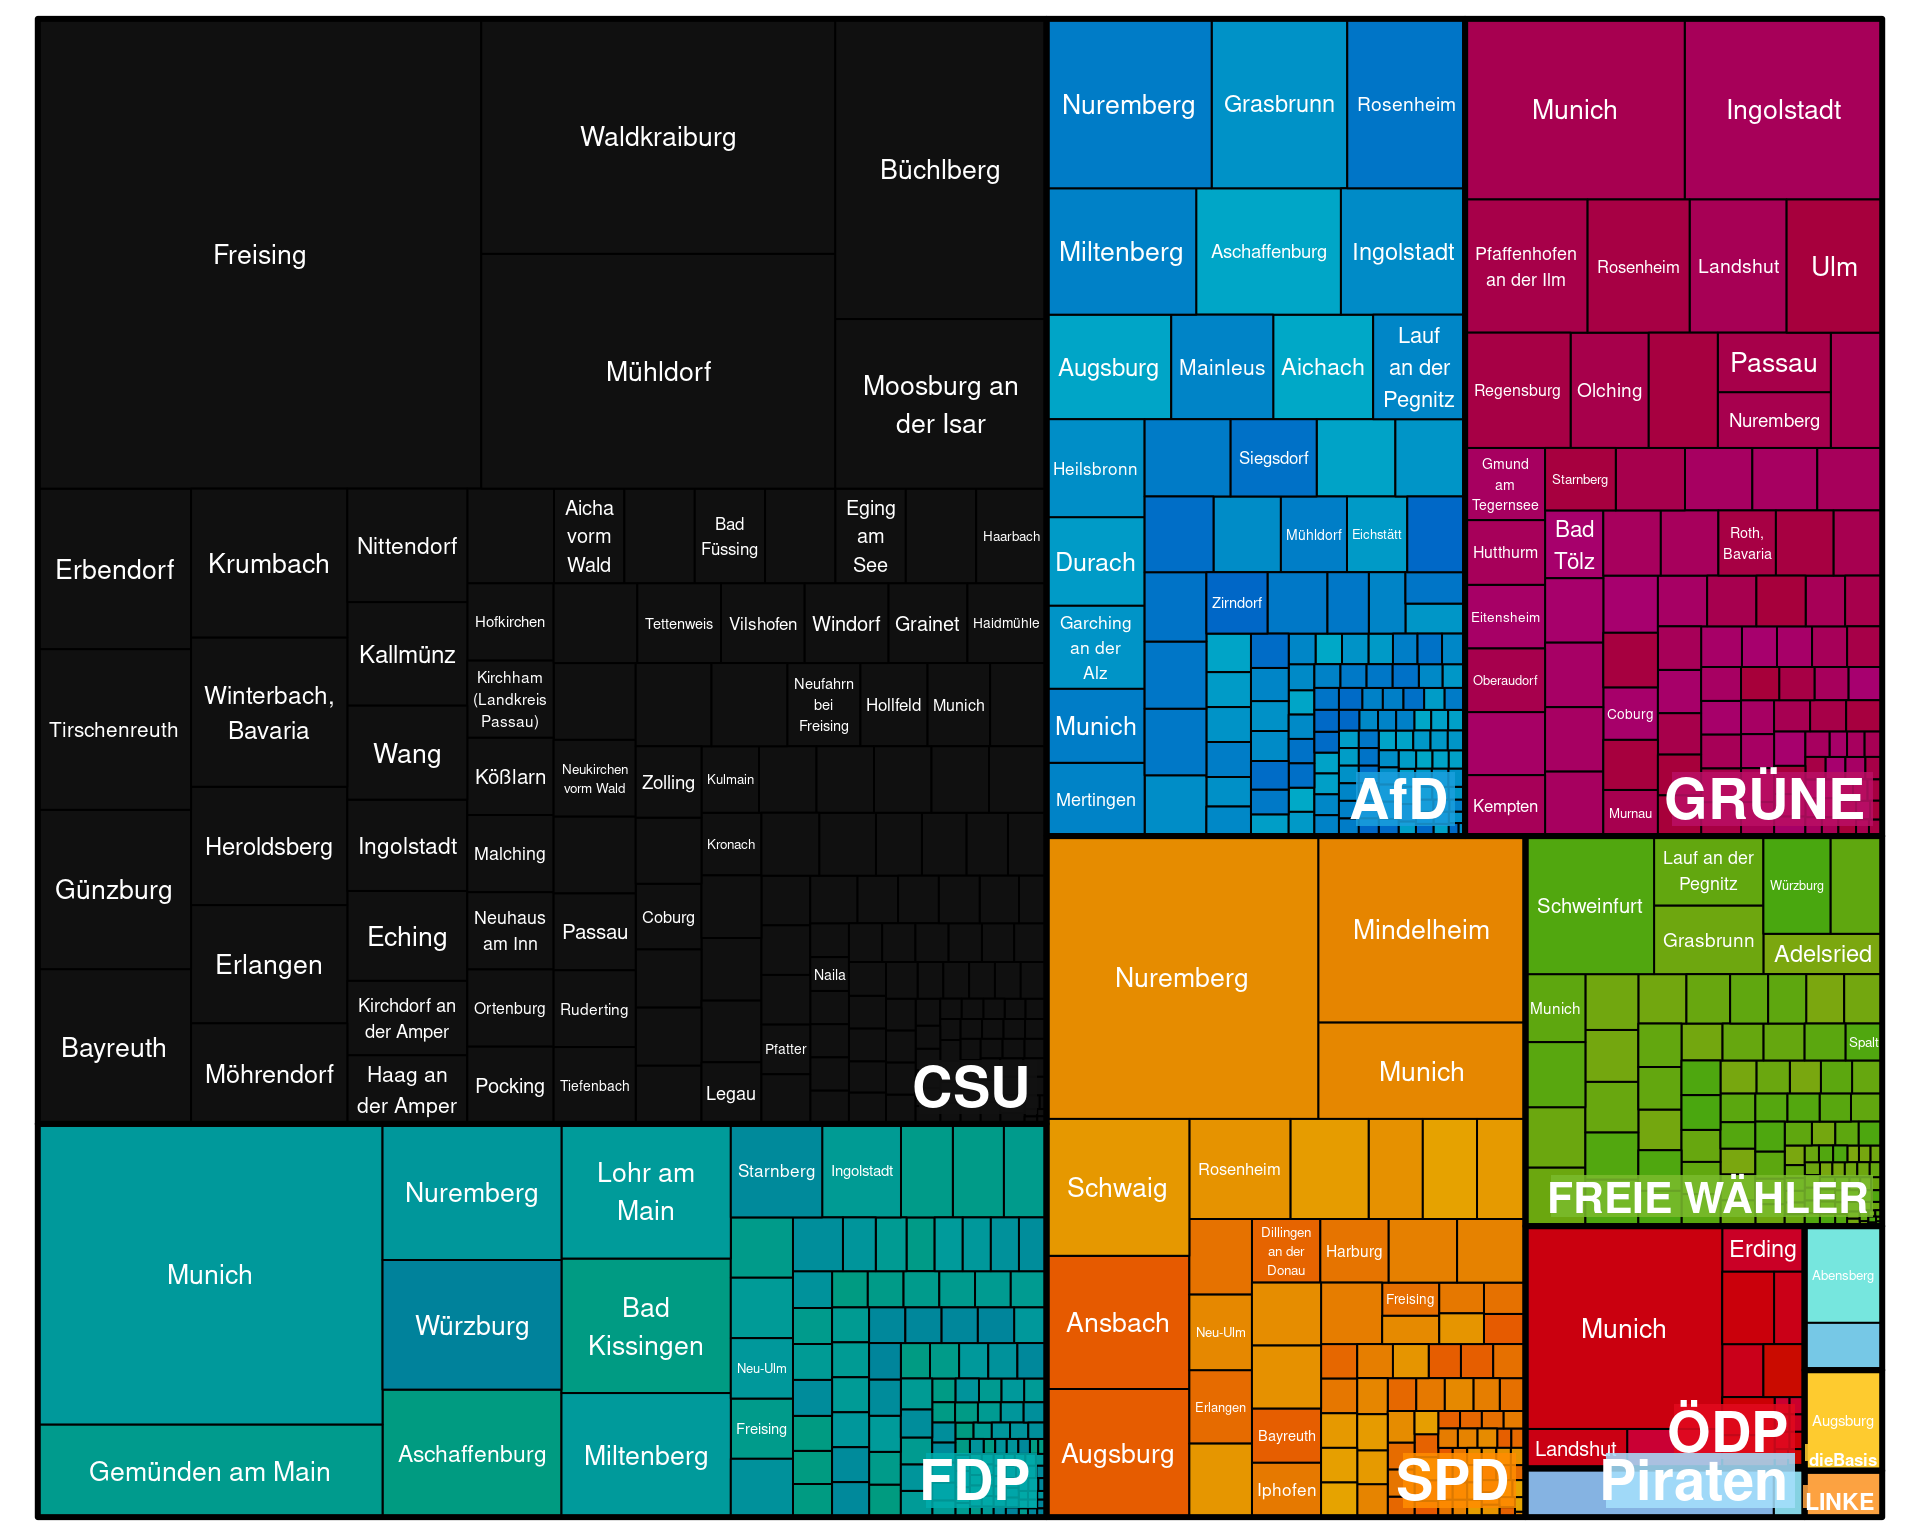 Freising
Waldkraiburg
Büchlberg
Mühldorf
Moosburg an
der Isar
Erbendorf
Tirschenreuth
Günzburg
Bayreuth
Krumbach
Winterbach,
Bavaria
Heroldsberg
Erlangen
Möhrendorf
Nittendorf
Kallmünz
Wang
Ingolstadt
Eching
Kirchdorf an
der Amper
Haag an
der Amper
Aicha
vorm
Wald
Bad
Füssing
Eging
am
See
Haarbach
Hofkirchen
Tettenweis
Vilshofen
Windorf
Grainet
Haidmühle
Kirchham
(Landkreis
Passau)
Neufahrn
bei
Freising
Hollfeld
Munich
Kößlarn
Neukirchen
vorm Wald
Zolling
Kulmain
Malching
Kronach
Neuhaus
am Inn
Passau
Coburg
Naila
Ortenburg
Ruderting
Pfatter
Pocking
Tiefenbach
Legau
CSU
Nuremberg
Grasbrunn
Rosenheim
Miltenberg
Aschaffenburg
Ingolstadt
Augsburg
Mainleus
Aichach
Lauf
an der
Pegnitz
Heilsbronn
Siegsdorf
Durach
Mühldorf
Eichstätt
Garching
an der
Alz
Zirndorf
Munich
Mertingen
AfD
Munich
Ingolstadt
Pfaffenhofen
an der Ilm
Rosenheim
Landshut
Ulm
Regensburg
Olching
Passau
Nuremberg
Gmund
am
Tegernsee
Starnberg
Hutthurm
Bad
Tölz
Roth,
Bavaria
Eitensheim
Oberaudorf
Coburg
Kempten
Murnau
GRÜNE
Munich
Gemünden am Main
Nuremberg
Würzburg
Aschaffenburg
Lohr am
Main
Bad
Kissingen
Miltenberg
Starnberg
Ingolstadt
Neu-Ulm
Freising
FDP
Nuremberg
Mindelheim
Munich
Schwaig
Rosenheim
Ansbach
Augsburg
Dillingen
an der
Donau
Harburg
Neu-Ulm
Freising
Erlangen
Bayreuth
Iphofen
SPD
Schweinfurt
Lauf an der
Pegnitz
Würzburg
Grasbrunn
Adelsried
Munich
Spalt
FREIE WÄHLER
Munich
Erding
Landshut
ÖDP
Piraten
Abensberg
Augsburg
dieBasis
LINKE